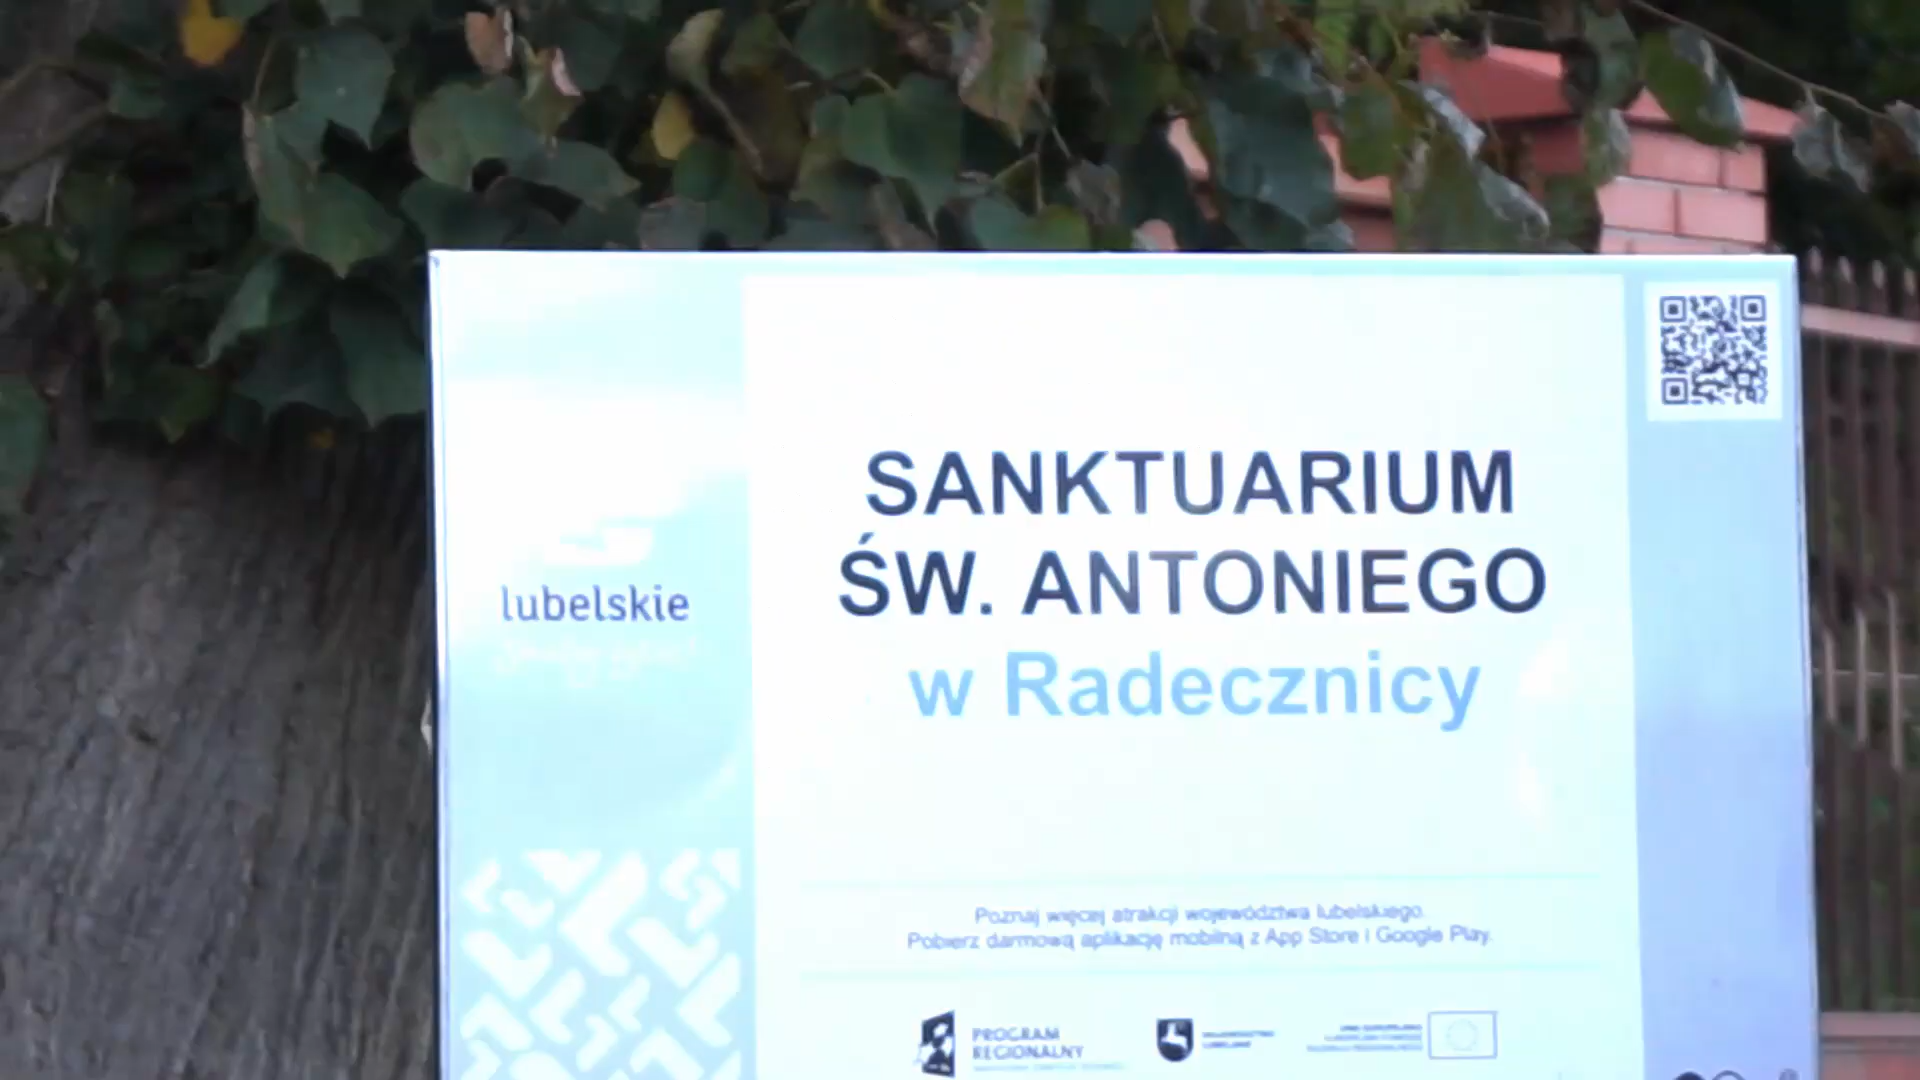 SANKTUARIUM
ŚW. ANTONIEGO
w Radecznicy
lubelskie
Poznaj więcej atrakcji województwa lubelskiego.
Pobierz darmową aplikację mobilną z App Store i Google Play.
PROGRAM
REGIONALNY